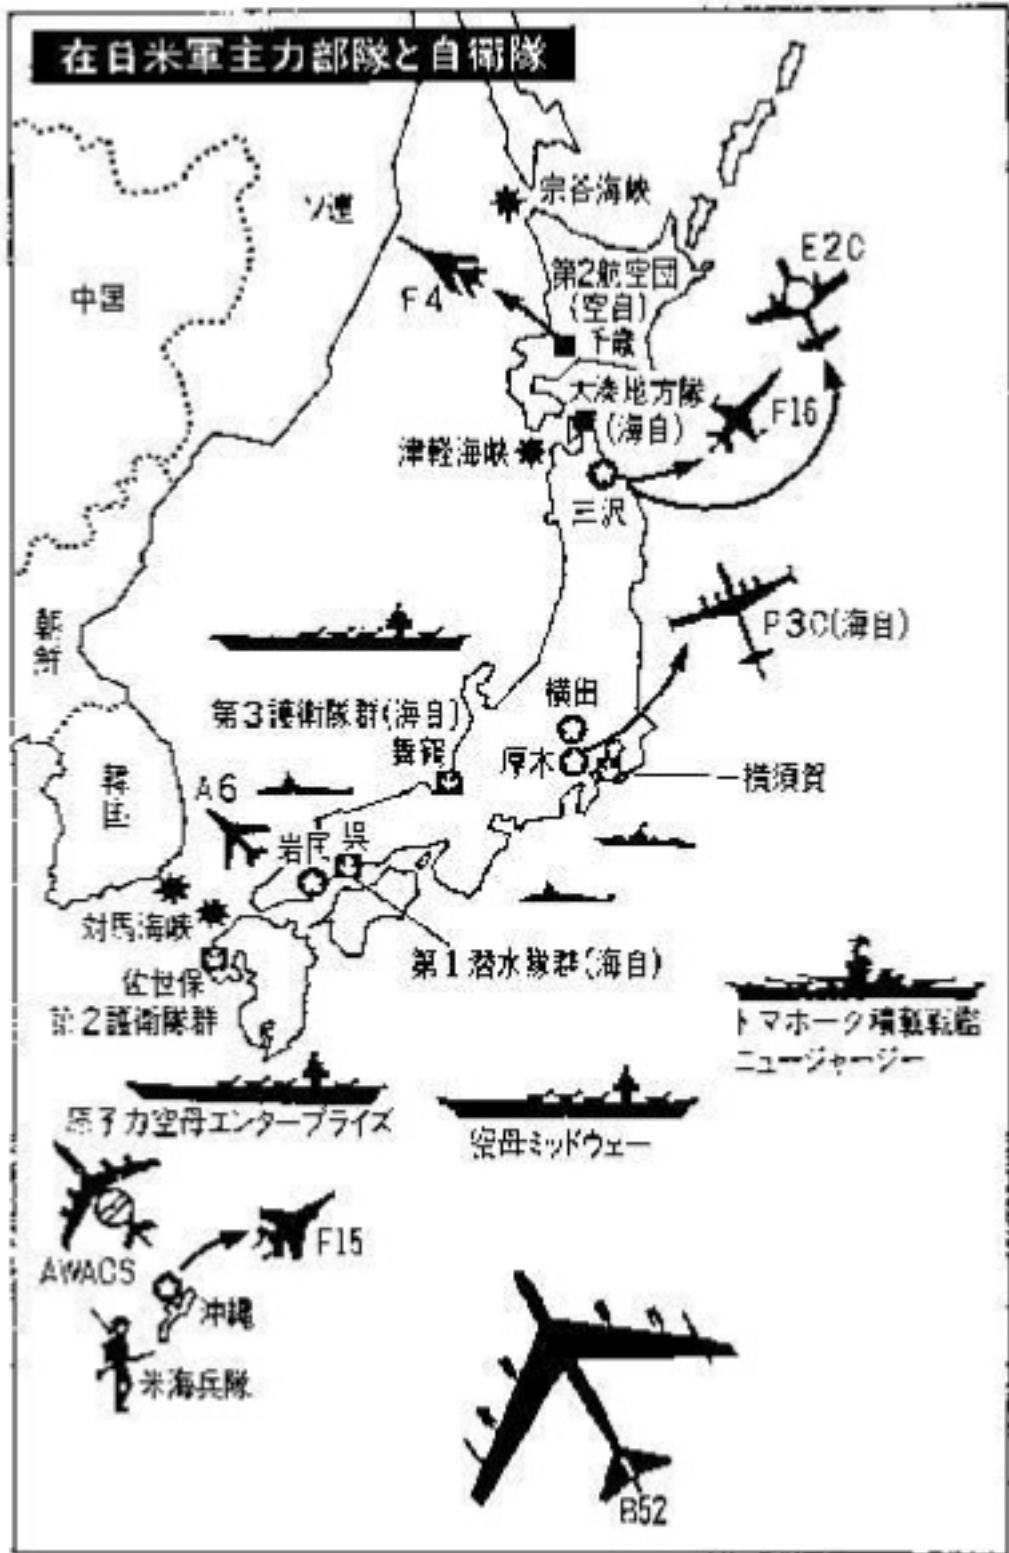 在日米軍主力部隊と自衛隊
宗谷海峡
ソ連
中国
E2C
第2航空団
(空自)
千歳
F4
大湊地方隊
(海自)
F16
津軽海峡
三沢
朝鮮
P3C(海自)
横田
第3護衛隊群(海自)
舞鶴
厚木
横須賀
韓国
A6
岩国
呉
対馬海峡
佐世保
第2護衛隊群
第1潜水隊群(海自)
トマホーク積載戦艦
ニュージャージー
原子力空母エンタープライズ
空母ミッドウェー
AWACS
F15
沖縄
米海兵隊
B52